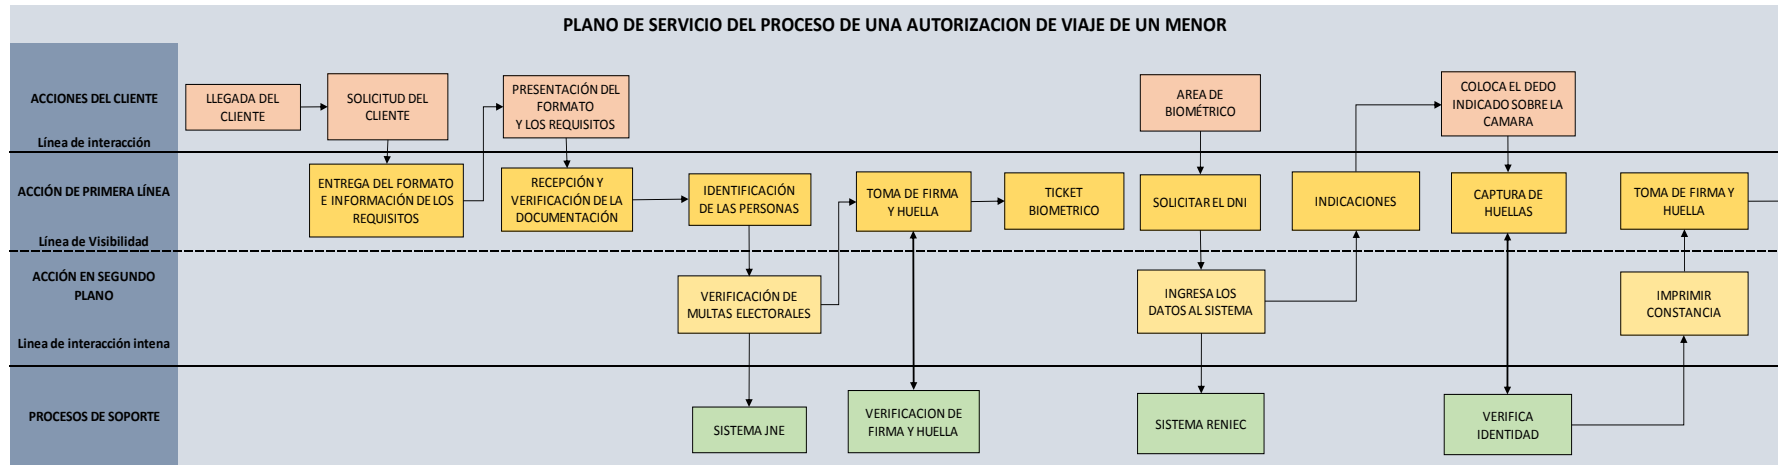 PLANO DE SERVICIO DEL PROCESO DE UNA AUTORIZACION DE VIAJE DE UN MENOR
ACCIONES DEL CLIENTE
LLEGADA DEL
CLIENTE
SOLICITUD DEL
CLIENTE
PRESENTACIÓN DEL
FORMATO
Y LOS REQUISITOS
AREA DE
BIOMÉTRICO
COLOCA EL DEDO
INDICADO SOBRE LA
CAMARA
Línea de interacción
ACCIÓN DE PRIMERA LÍNEA
ENTREGA DEL FORMATO
E INFORMACIÓN DE LOS
REQUISITOS
RECEPCIÓN Y
VERIFICACIÓN DE LA
DOCUMENTACIÓN
IDENTIFICACIÓN
DE LAS PERSONAS
TOMA DE FIRMA
Y HUELLA
TICKET
BIOMETRICO
SOLICITAR EL DNI
INDICACIONES
CAPTURA DE
HUELLAS
TOMA DE FIRMA Y
HUELLA
Línea de Visibilidad
ACCIÓN EN SEGUNDO
PLANO
VERIFICACIÓN DE
MULTAS ELECTORALES
INGRESA LOS
DATOS AL SISTEMA
IMPRIMIR
CONSTANCIA
Linea de interacción intena
PROCESOS DE SOPORTE
SISTEMA JNE
VERIFICACION DE
FIRMA Y HUELLA
SISTEMA RENIEC
VERIFICA
IDENTIDAD